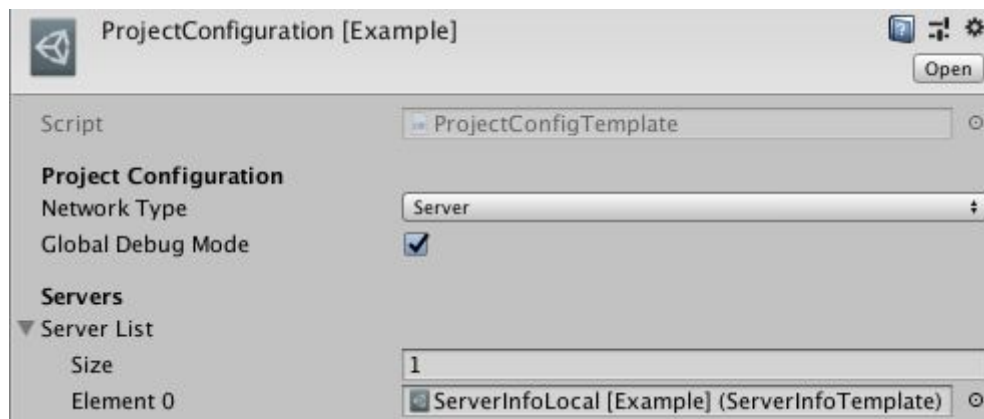 ProjectConfiguration [Example]
Open
Script ProjectConfigTemplate
Project Configuration
Network Type Server
Global Debug Mode
Servers
Server List
Size 1
Element 0 ServerInfoLocal [Example] (ServerInfoTemplate)